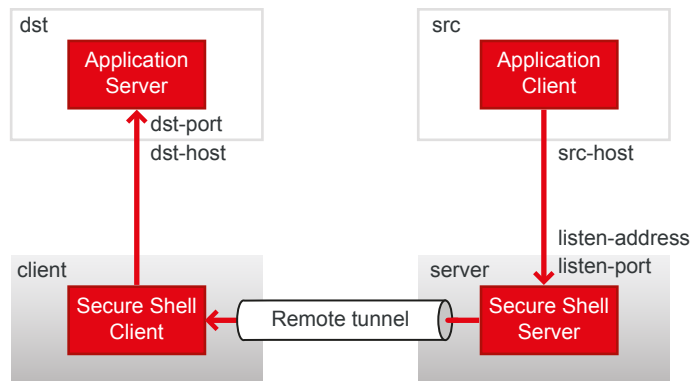 dst
Application
Server
dst-port
dst-host
src
Application
Client
src-host
listen-address
listen-port
client
Secure Shell
Client
Remote tunnel
server
Secure Shell
Server